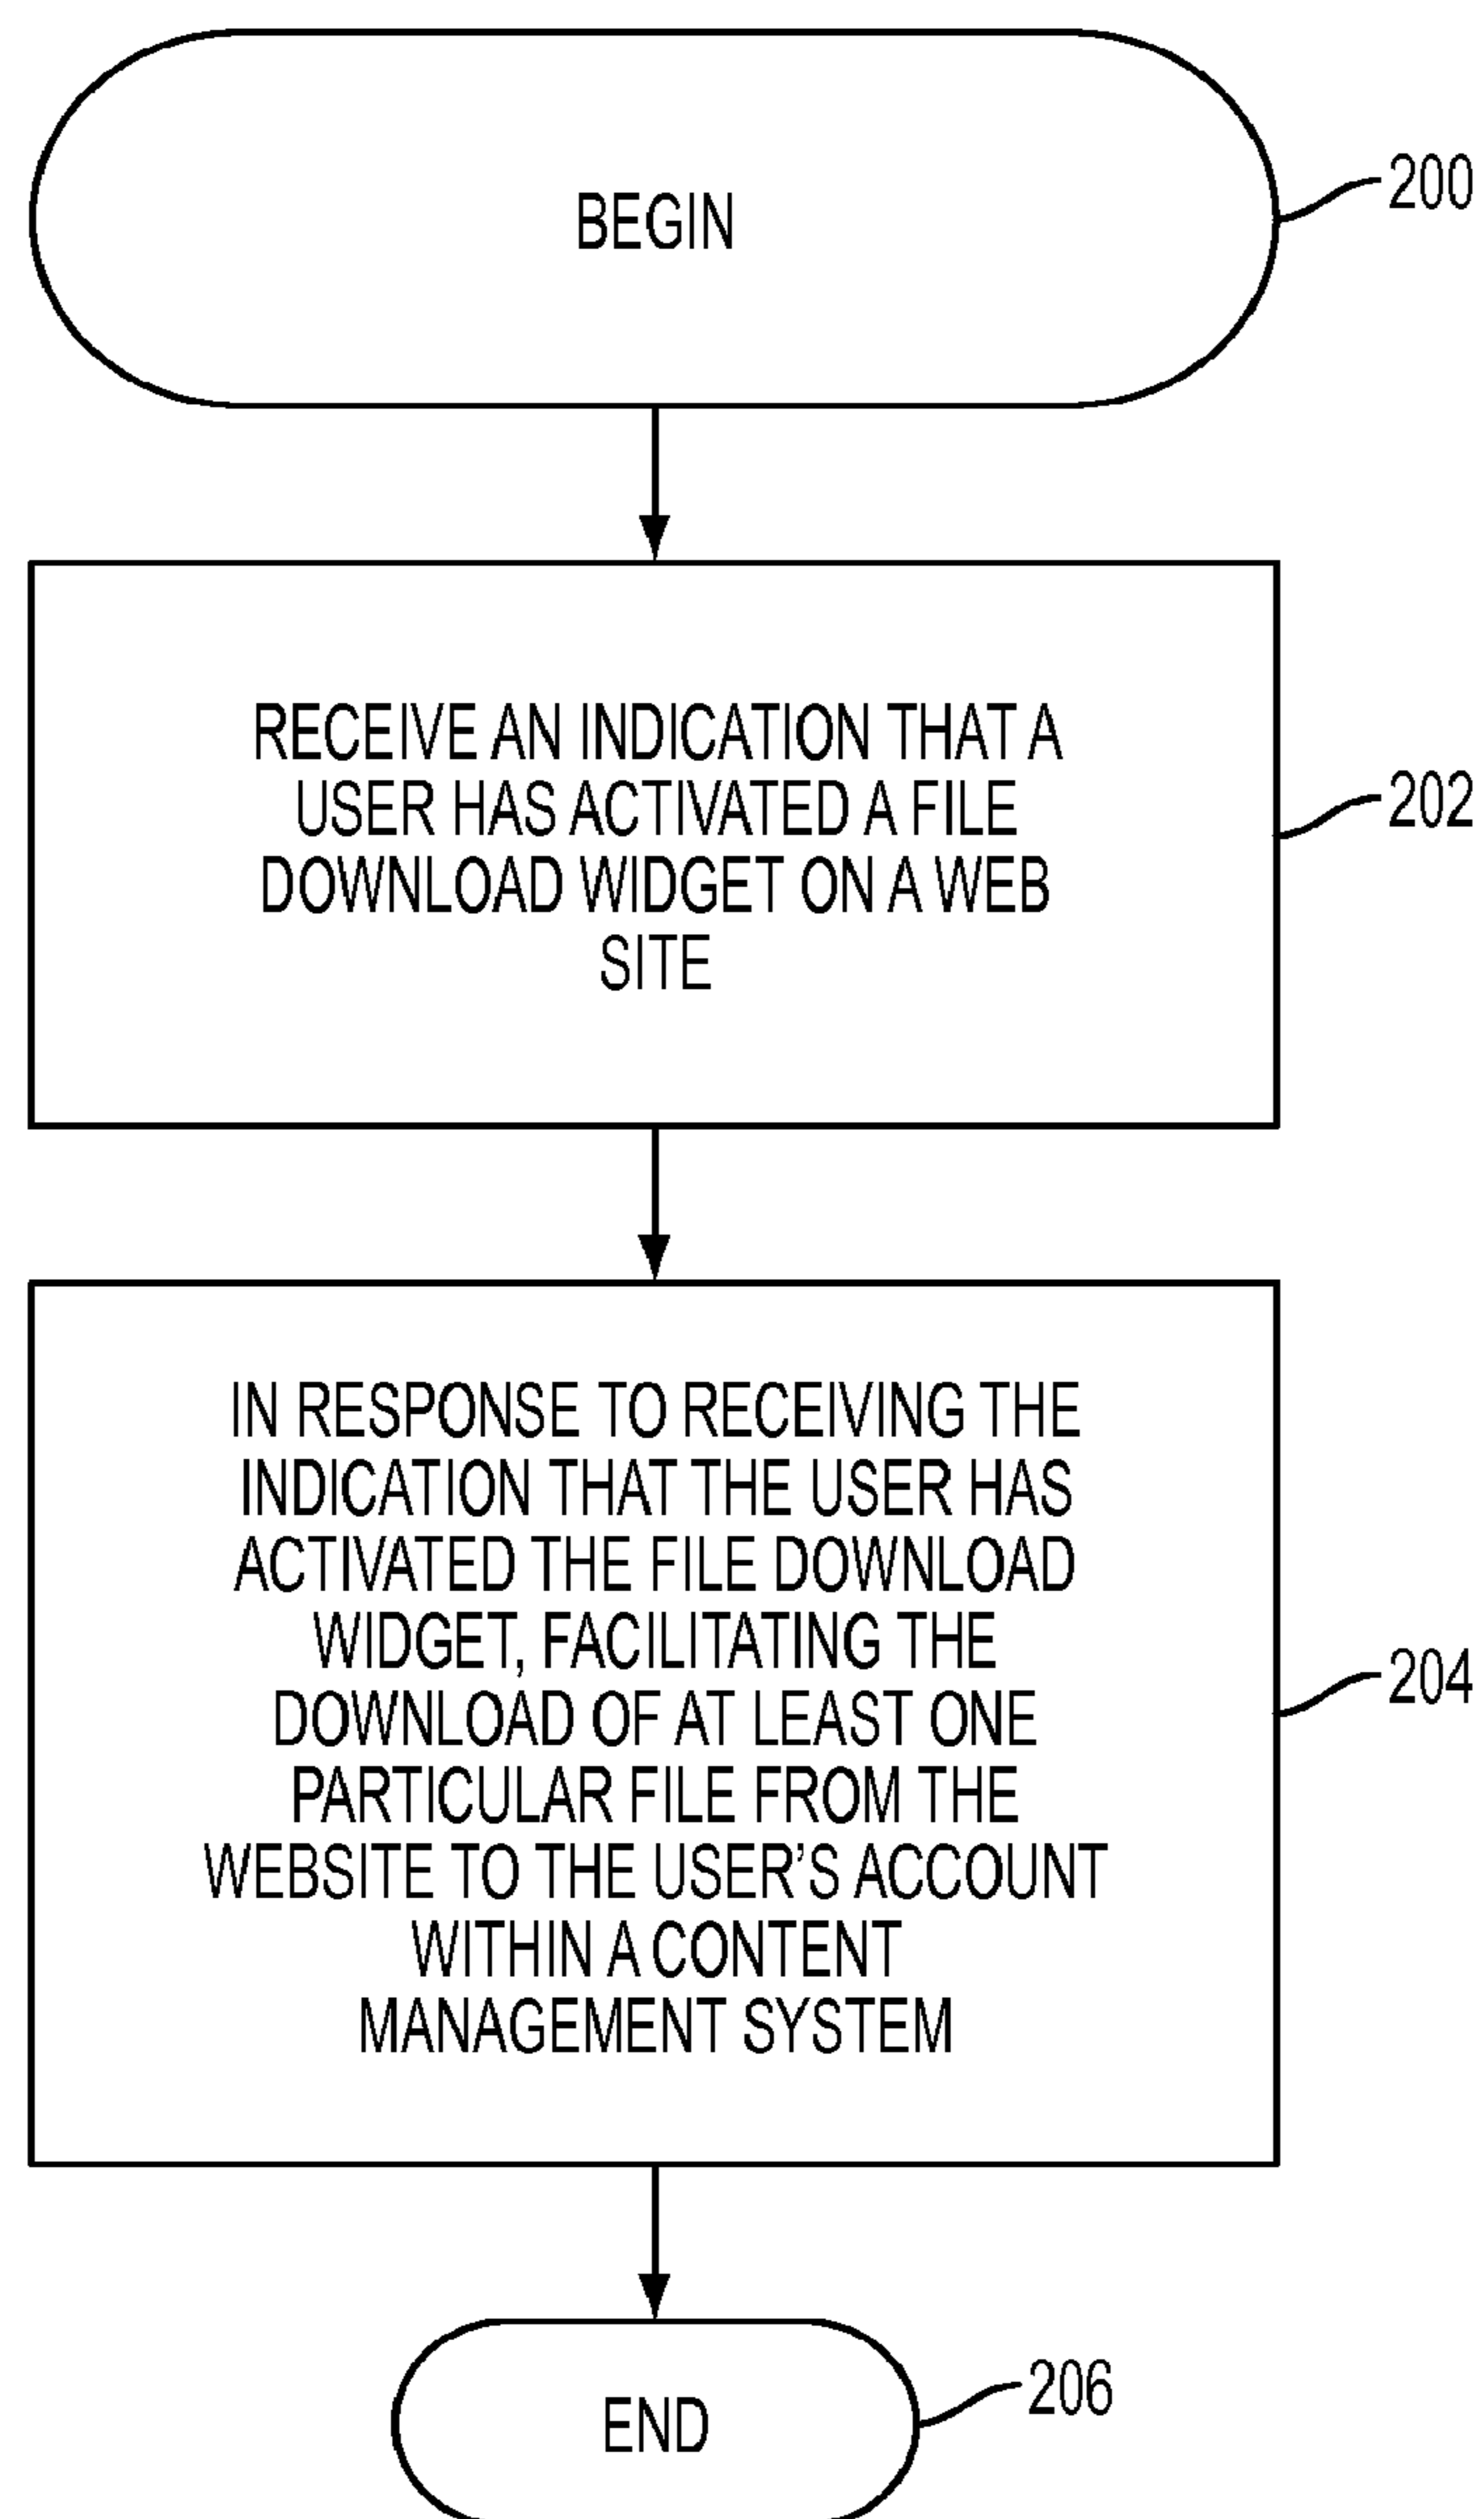 BEGIN
200
RECEIVE AN INDICATION THAT A
USER HAS ACTIVATED A FILE
DOWNLOAD WIDGET ON A WEB
SITE
202
IN RESPONSE TO RECEIVING THE
INDICATION THAT THE USER HAS
ACTIVATED THE FILE DOWNLOAD
WIDGET, FACILITATING THE
DOWNLOAD OF AT LEAST ONE
PARTICULAR FILE FROM THE
WEBSITE TO THE USER'S ACCOUNT
WITHIN A CONTENT
MANAGEMENT SYSTEM
204
END
206